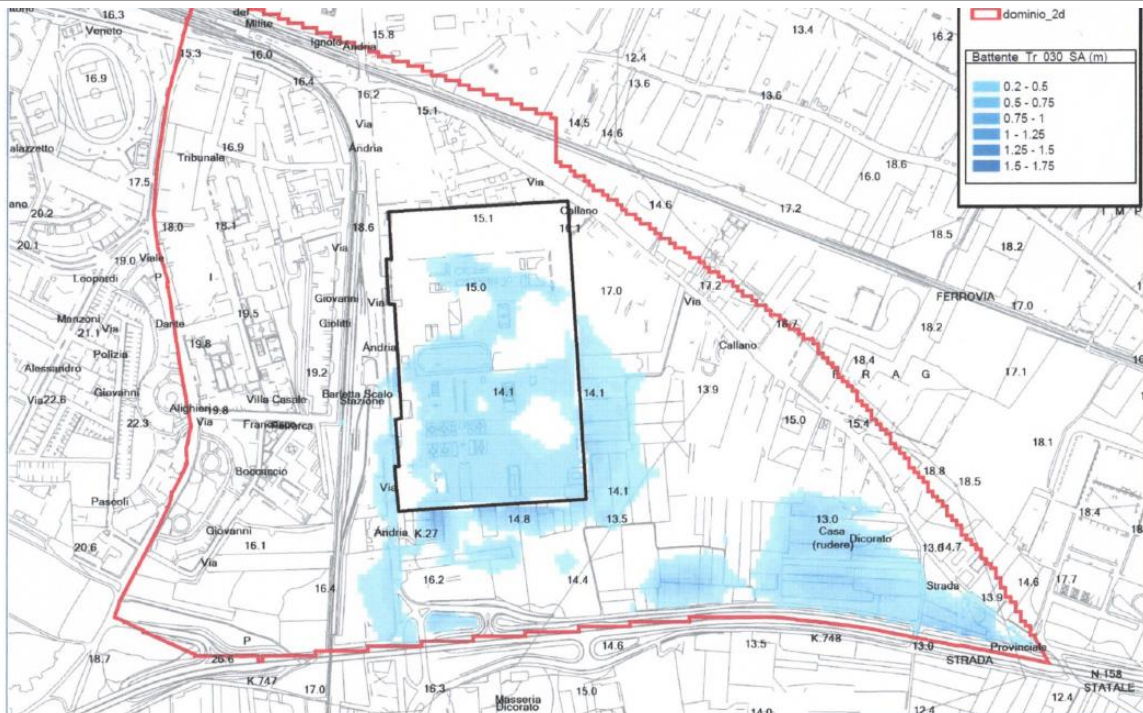 16.3
Veneto
15.3
16.9
Milite
Ignoto
Andria
15.8
16.0
16.4
16.2
Via
Andria
15.1
12.4
13.6
13.4
13.6
16.2
dominio_2d
Battente Tr 030 SA (m)
0.2 - 0.5
0.5 - 0.75
0.75 - 1
1 - 1.25
1.25 - 1.5
1.5 - 1.75
14.5
14.6
18.6
16.0
17.2
18.5
18.2
Tribunale
16.9
17.5
20.2
20.1
19.0
Viale
18.0
18.1
18.6
Via
Via
Callano
14.6
15.1
Leopardi
P I
Manzoni
21.1
Via
Dante
Polizia
19.5
19.8
Giovanni
Giolitti
Via
15.0
17.0
17.2
Via
Callano
18.7
FERROVIA
17.0
18.2
18.4
17.1
E R A G
Alessandro
Via
22.8
Giovanni
22.3
Alighieri
19.8
Via
Villa Casale
19.2
Andria
Barletta Scalo
Stazione
14.1
14.1
13.9
15.0
15.4
18.1
Boccaccio
Pascoli
Giovanni
Via
16.1
20.6
16.4
Via
Andria
K.27
14.8
14.1
13.5
16.2
14.4
13.0
Casa
(rudere)
Dicorato
18.8
18.5
18.4
14.7
Strada
13.9
14.6
17.7
P
18.7
26.6
K.747
17.0
16.3
14.6
15.0
13.5
K.748
13.0
STRADA
Provinciale
N.158
STATALE
12.4
Masseria
Dicorato
14.0
12.4